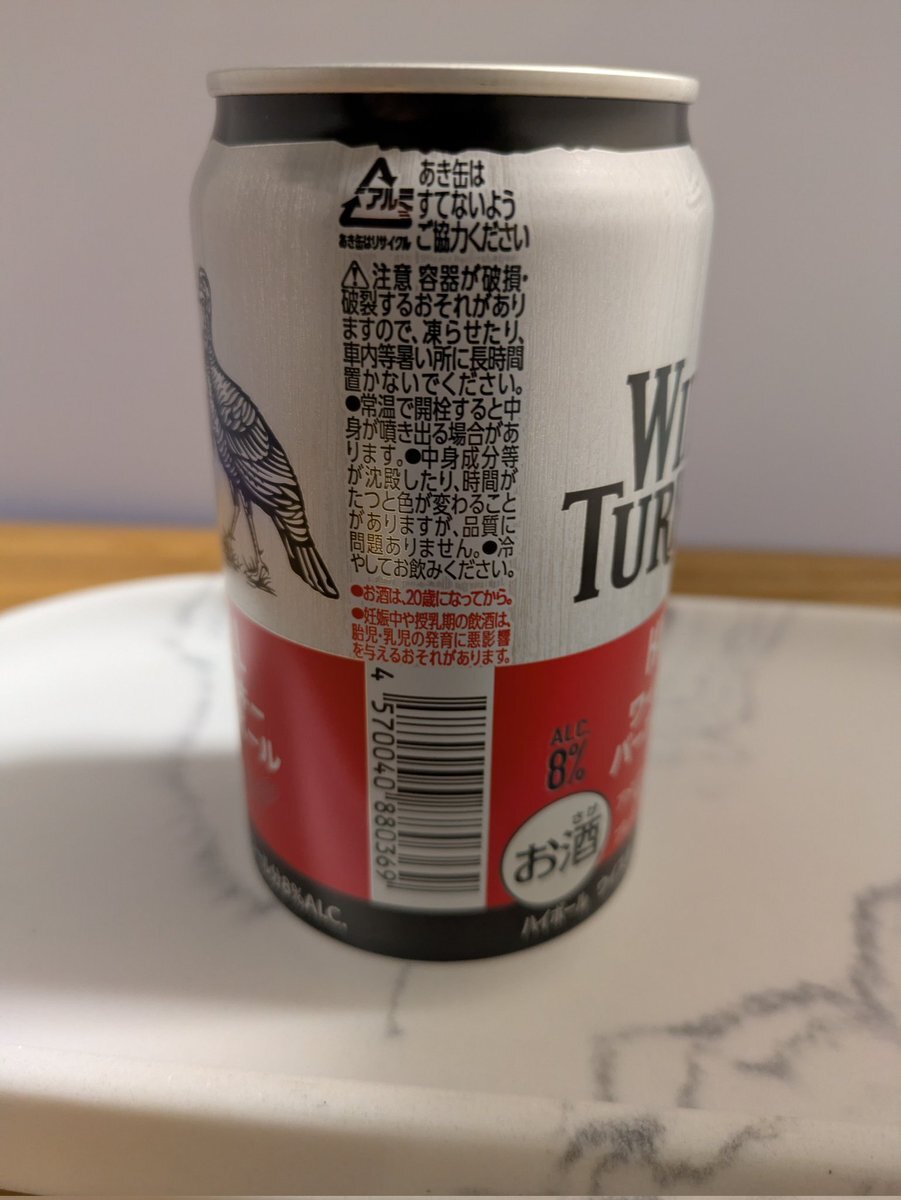 アルミ
あき缶はリサイクル
あき缶は
すてないよう
ご協力ください
注意 容器が破損・
破裂するおそれがあり
ますので、凍らせたり、
車内等暑い所に長時間
置かないでください。
●常温で開栓すると中
身が噴き出る場合があ
ります。●中身成分等
が沈殿したり、時間が
たつと色が変わること
がありますが、品質に
問題ありません。●冷
やしてお飲みください。
●お酒は、20歳になってから。
●妊娠中や授乳期の飲酒は、
胎児・乳児の発育に悪影響
を与えるおそれがあります。
4 570040 880369
ALC.
8%
さけ
お酒
ハイボール
8%ALC.